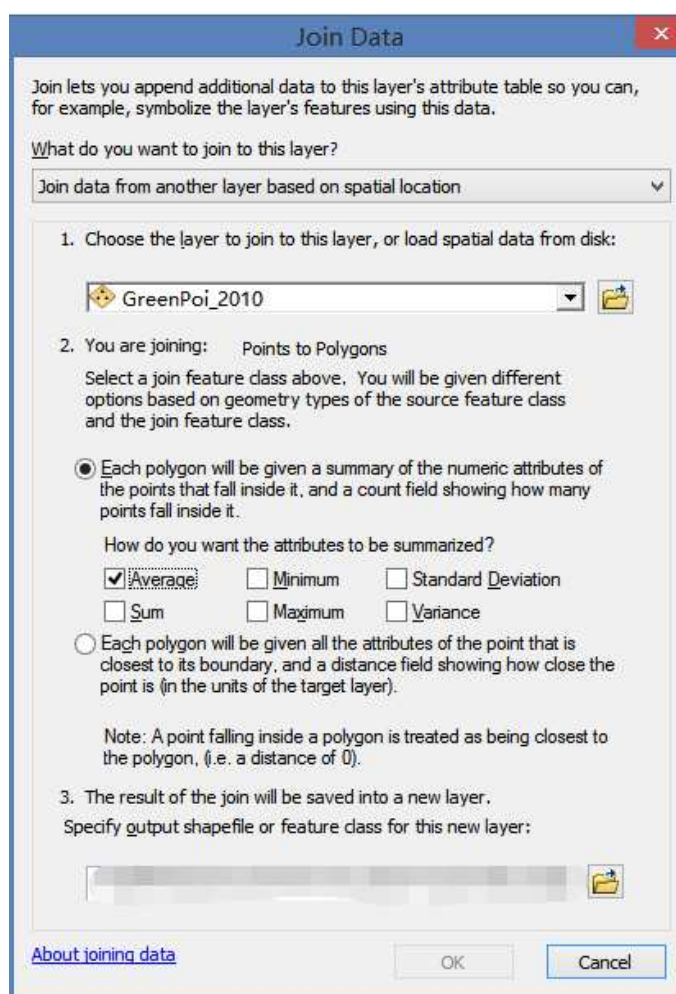 Join Data
Join lets you append additional data to this layer's attribute table so you can,
for example, symbolize the layer's features using this data.
What do you want to join to this layer?
Join data from another layer based on spatial location
1. Choose the layer to join to this layer, or load spatial data from disk:
GreenPoi_2010
2. You are joining: Points to Polygons
Select a join feature class above. You will be given different
options based on geometry types of the source feature class
and the join feature class.
Each polygon will be given a summary of the numeric attributes of
the points that fall inside it, and a count field showing how many
points fall inside it.
How do you want the attributes to be summarized?
Average Minimum Standard Deviation
Sum Maximum Variance
Each polygon will be given all the attributes of the point that is
closest to its boundary, and a distance field showing how close the
point is (in the units of the target layer).
Note: A point falling inside a polygon is treated as being closest to
the polygon, (i.e. a distance of 0).
3. The result of the join will be saved into a new layer.
Specify output shapefile or feature class for this new layer:
About joining data OK Cancel